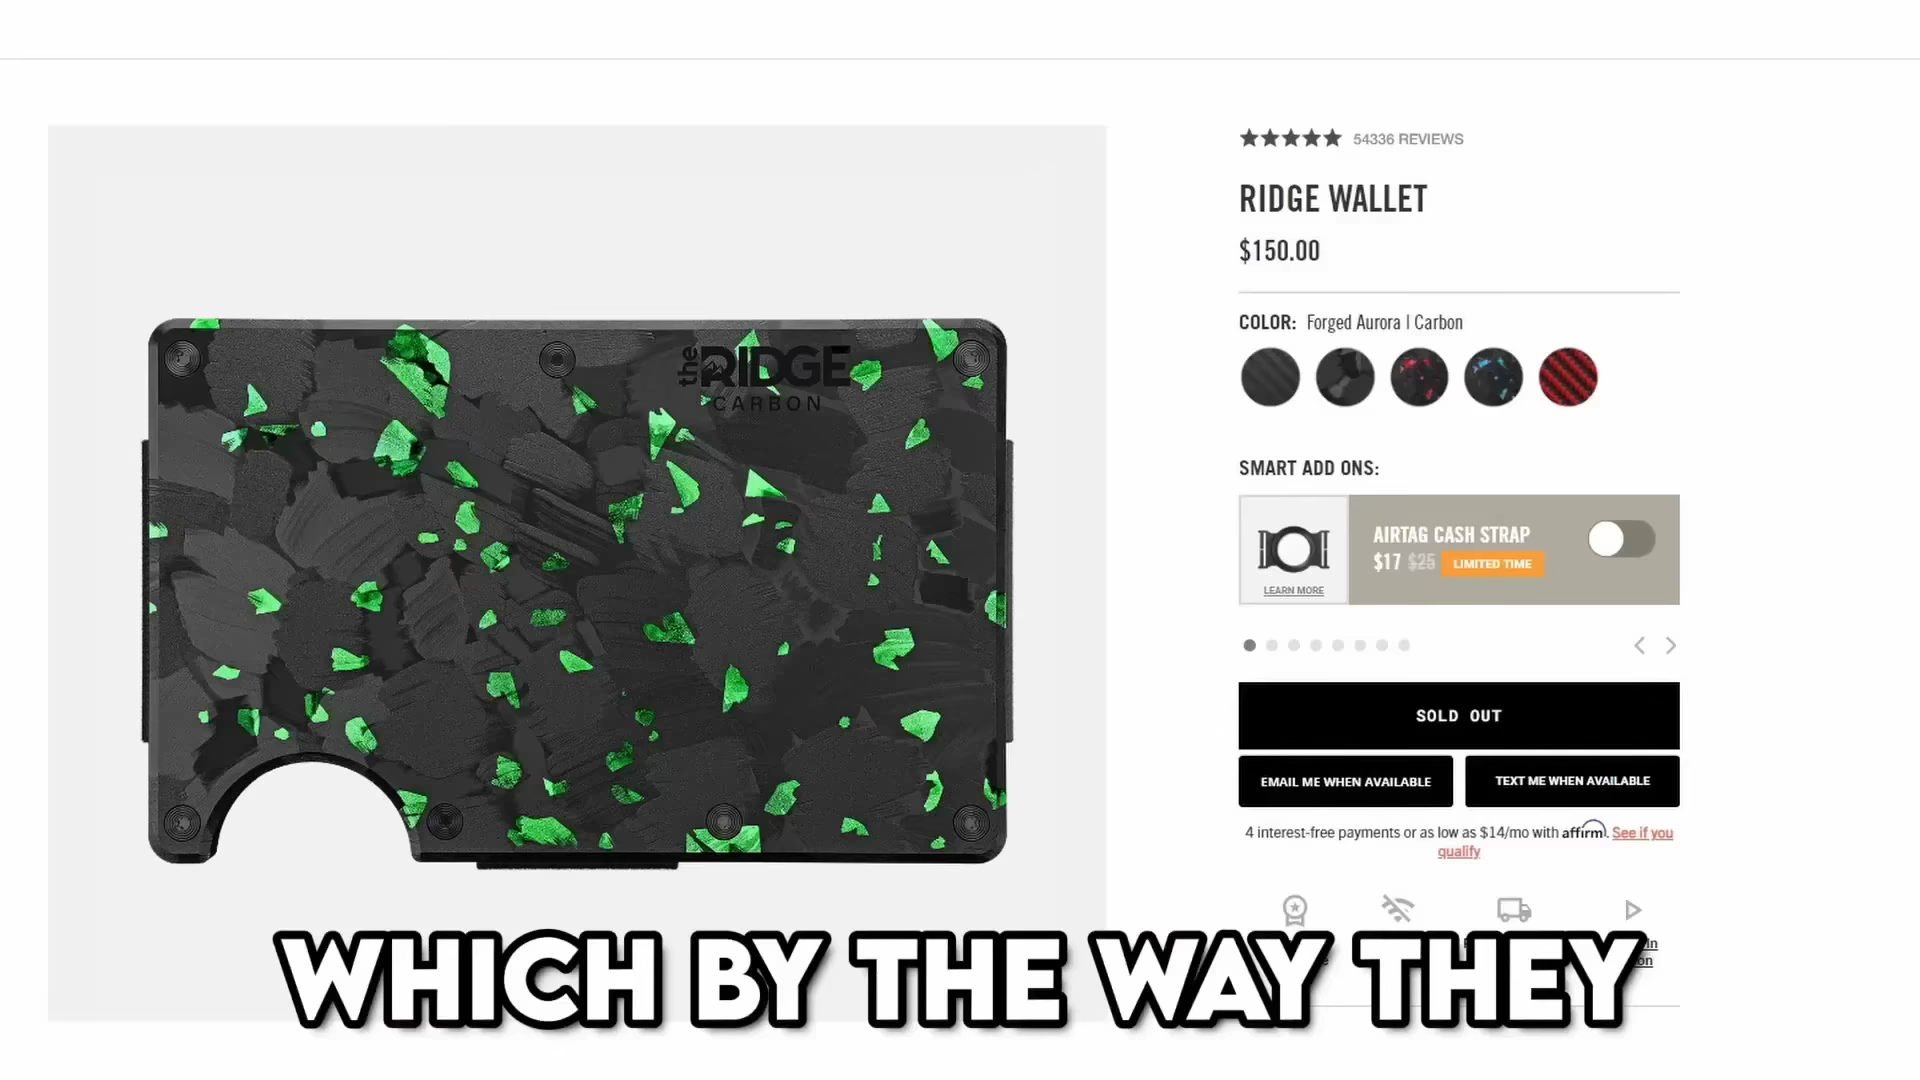 the RIDGE
CARBON
54336 REVIEWS
RIDGE WALLET
$150.00
COLOR: Forged Aurora | Carbon
SMART ADD ONS:
AIRTAG CASH STRAP
$17 $25 LIMITED TIME
LEARN MORE
SOLD OUT
EMAIL ME WHEN AVAILABLE
TEXT ME WHEN AVAILABLE
4 interest-free payments or as low as $14/mo with affirm. See if you
qualify
WHICH BY THE WAY THEY